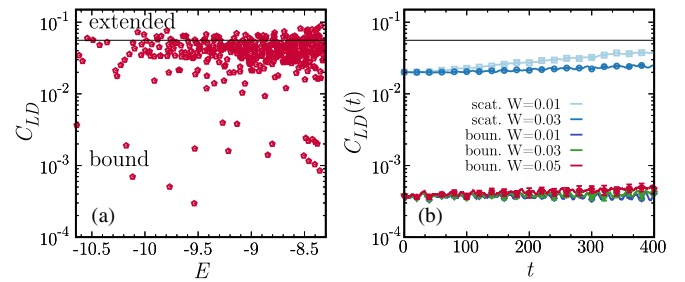 10⁻¹
10⁻²
10⁻³
10⁻⁴
C_LD
extended
bound
(a)
-10.5 -10 -9.5 -9 -8.5
E
10⁻¹
10⁻²
10⁻³
10⁻⁴
C_LD(t)
scat. W=0.01
scat. W=0.03
boun. W=0.01
boun. W=0.03
boun. W=0.05
(b)
0 100 200 300 400
t